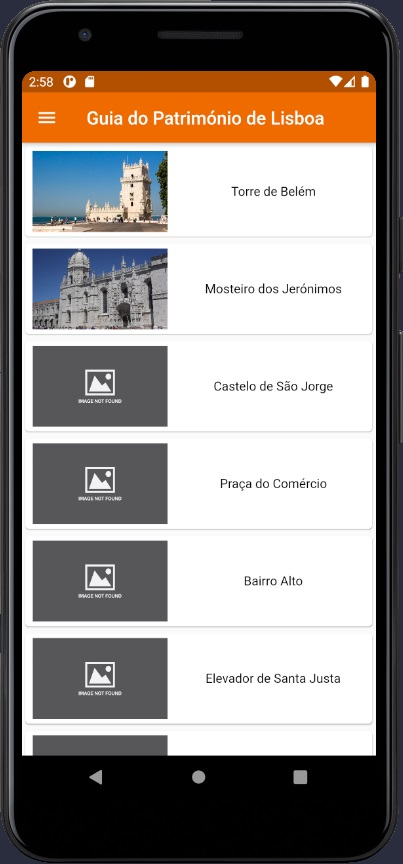 2:58
Guia do Património de Lisboa
Torre de Belém
Mosteiro dos Jerónimos
IMAGE NOT FOUND
Castelo de São Jorge
IMAGE NOT FOUND
Praça do Comércio
IMAGE NOT FOUND
Bairro Alto
IMAGE NOT FOUND
Elevador de Santa Justa